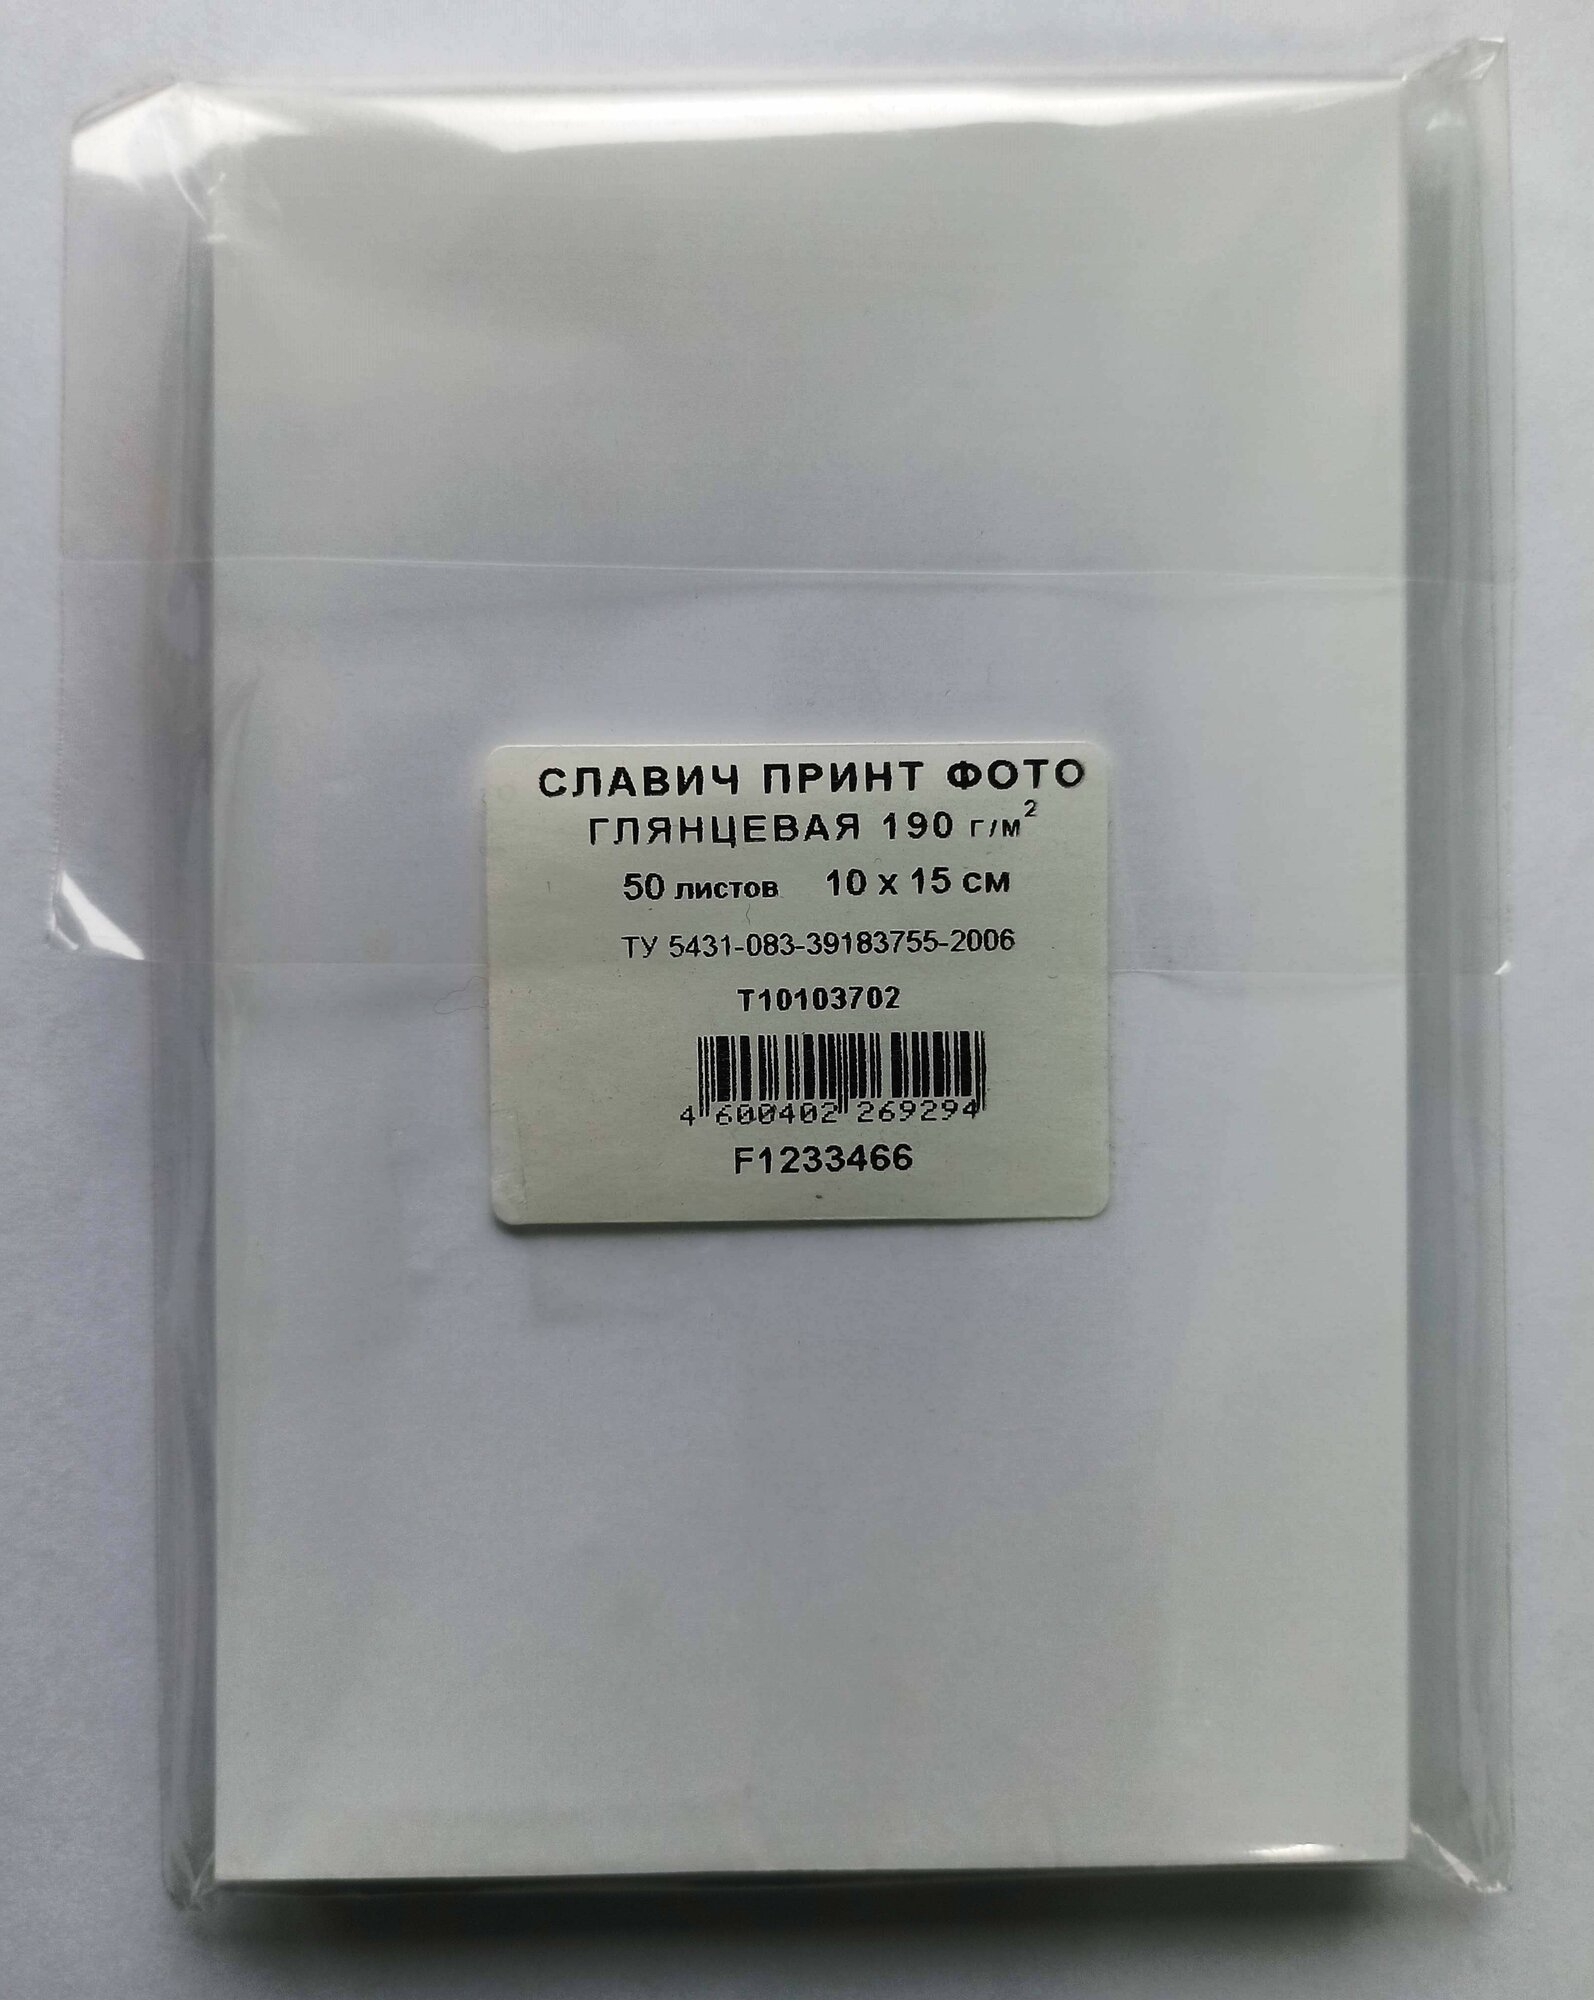 СЛАВИЧ ПРИНТ ФОТО
ГЛЯНЦЕВАЯ 190 г/м²
50 листов 10 х 15 см
ТУ 5431-083-39183755-2006
Т10103702
4 600402 269294
F1233466